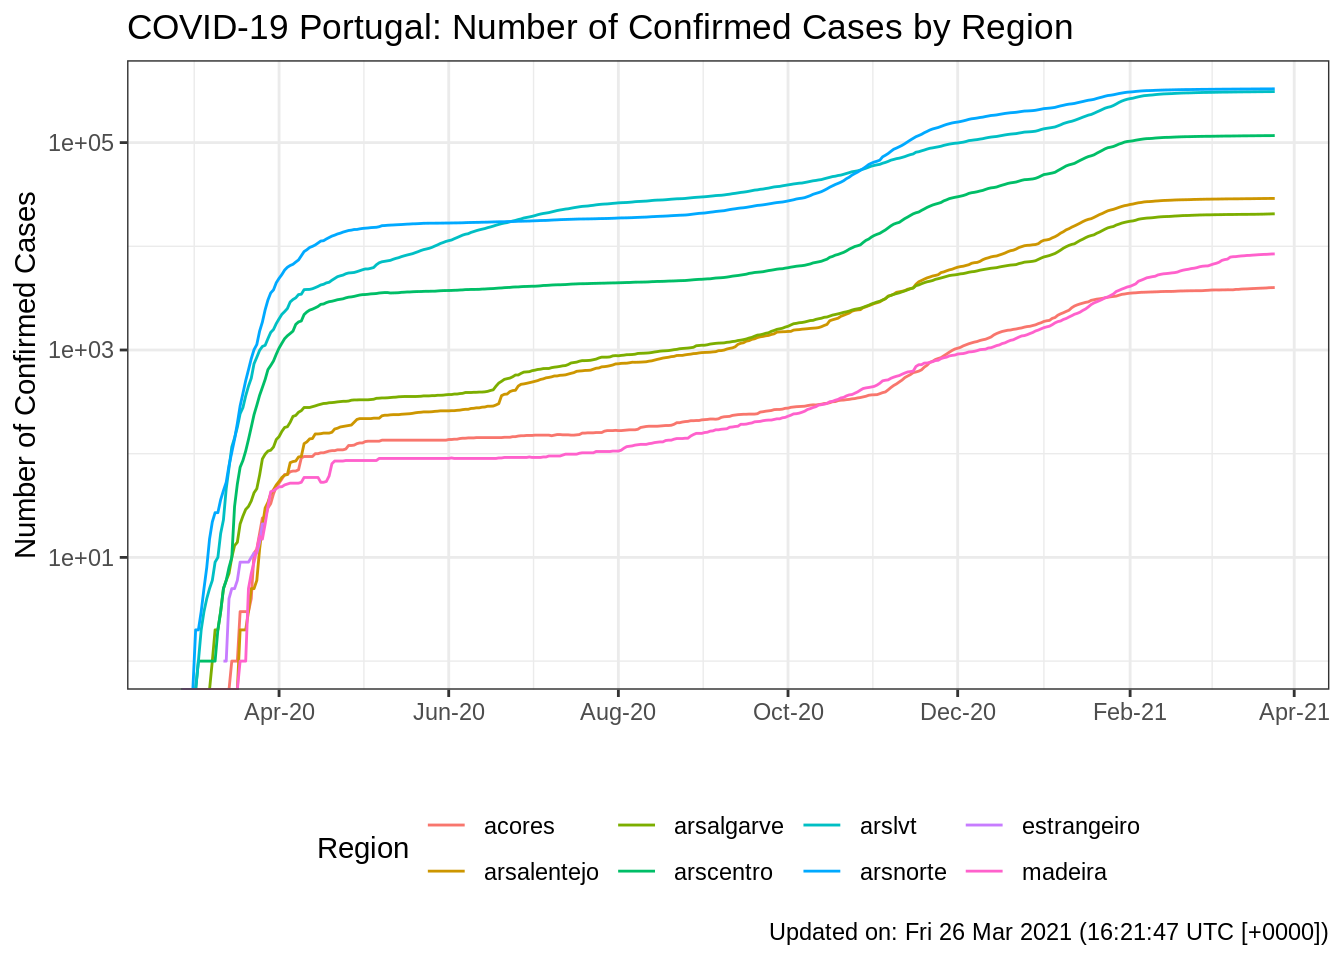 COVID-19 Portugal: Number of Confirmed Cases by Region
Number of Confirmed Cases
1e+05
1e+03
1e+01
Apr-20 Jun-20 Aug-20 Oct-20 Dec-20 Feb-21 Apr-21
Region
acores arsalgarve arslvt estrangeiro
arsalentejo arscentro arsnorte madeira
Updated on: Fri 26 Mar 2021 (16:21:47 UTC [+0000])